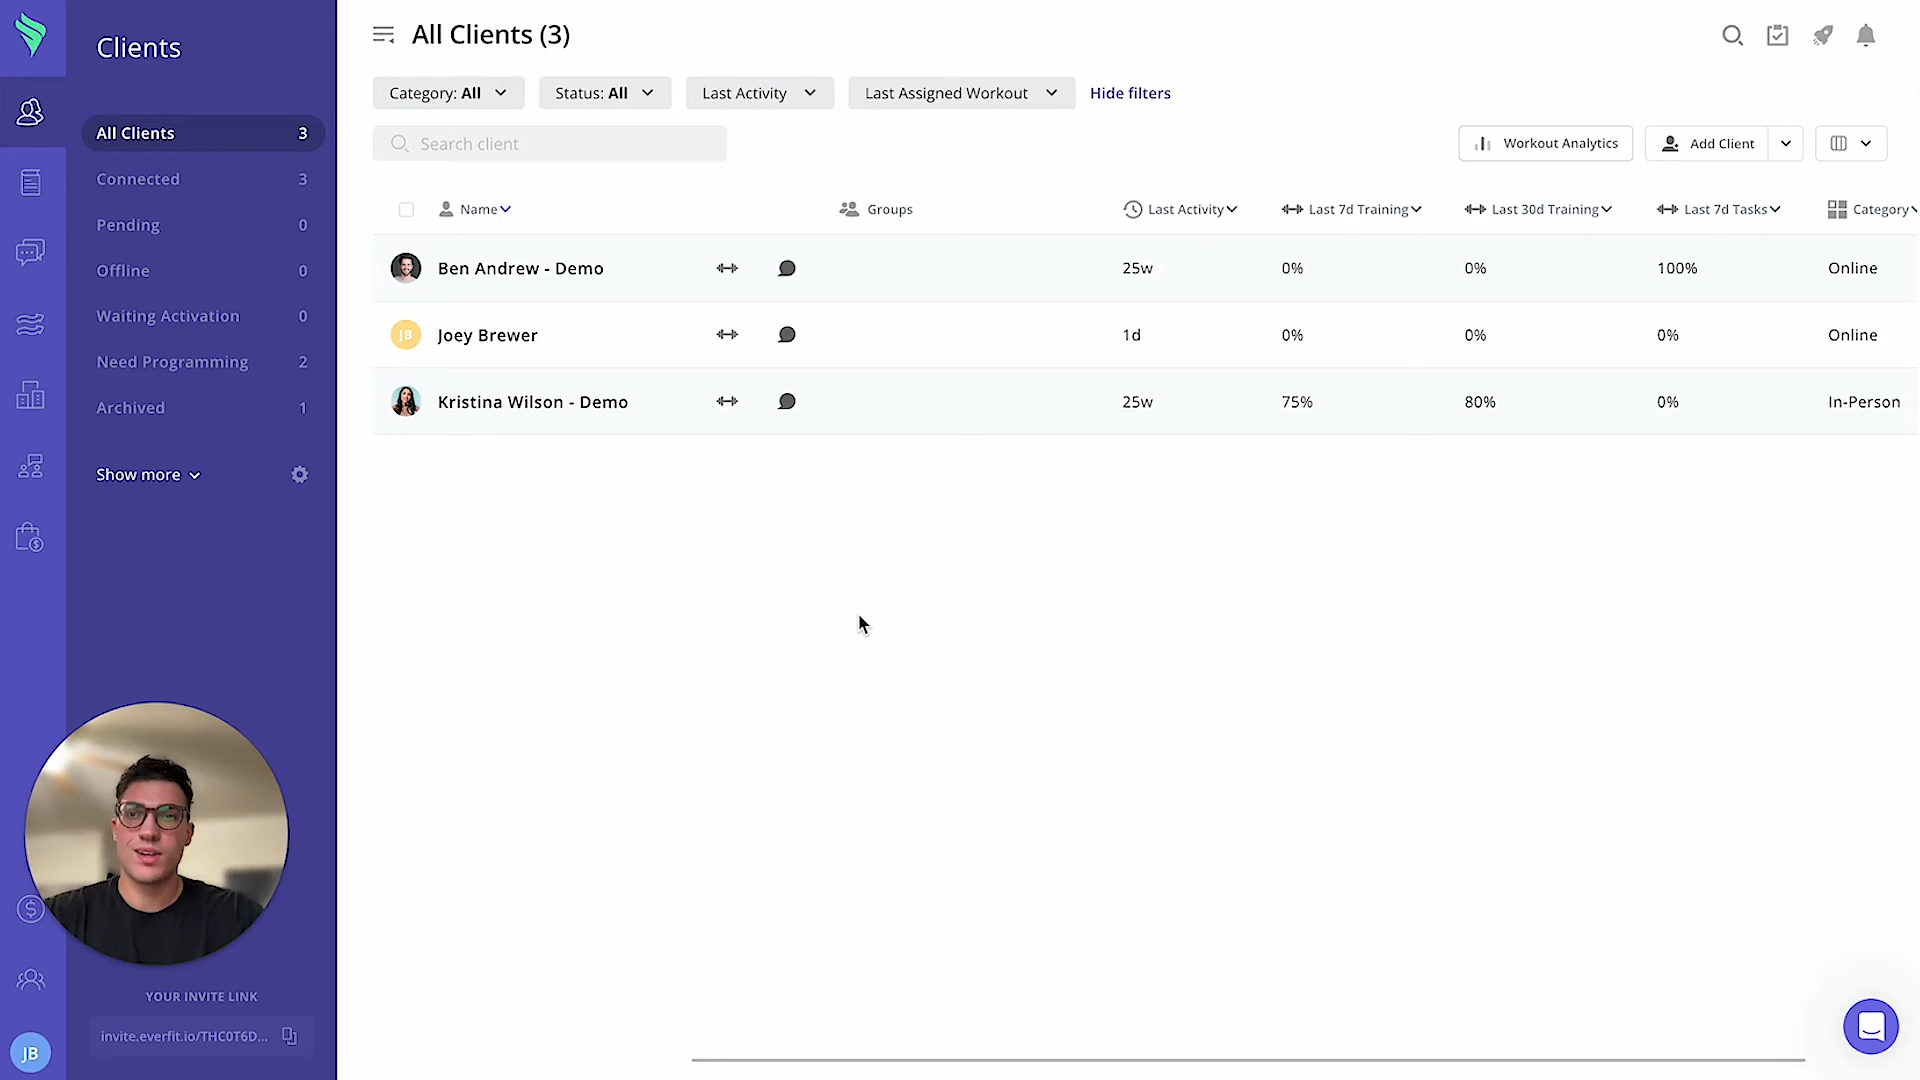 Clients
All Clients 3
Connected 3
Pending 0
Offline 0
Waiting Activation 0
Need Programming 2
Archived 1
Show more
YOUR INVITE LINK
invite.everfit.io/THC0T6D...
JB
All Clients (3)
Category: All
Status: All
Last Activity
Last Assigned Workout
Hide filters
Search client
Workout Analytics
Add Client
Name Groups Last Activity Last 7d Training Last 30d Training Last 7d Tasks Category
Ben Andrew - Demo 25w 0% 0% 100% Online
JB Joey Brewer 1d 0% 0% 0% Online
Kristina Wilson - Demo 25w 75% 80% 0% In-Person